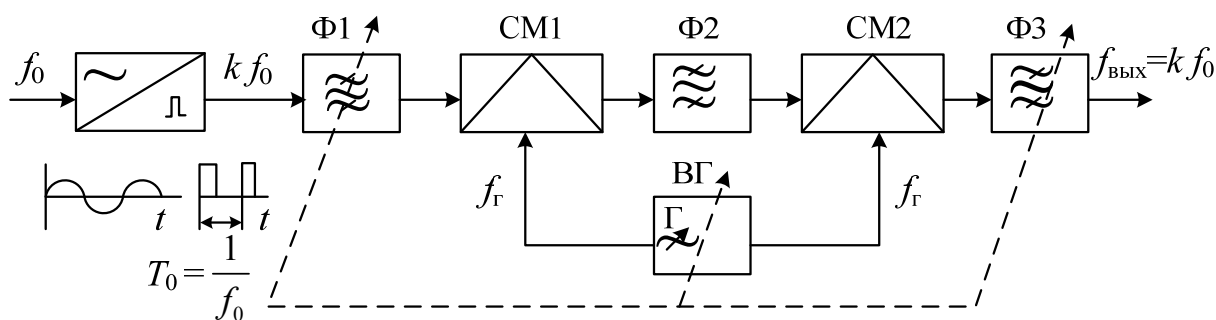 Ф1 СМ1 Ф2 СМ2 Ф3
f₀ k f₀ fвых=k f₀
fг ВГ fг
Г
t t
T₀ = 1/f₀